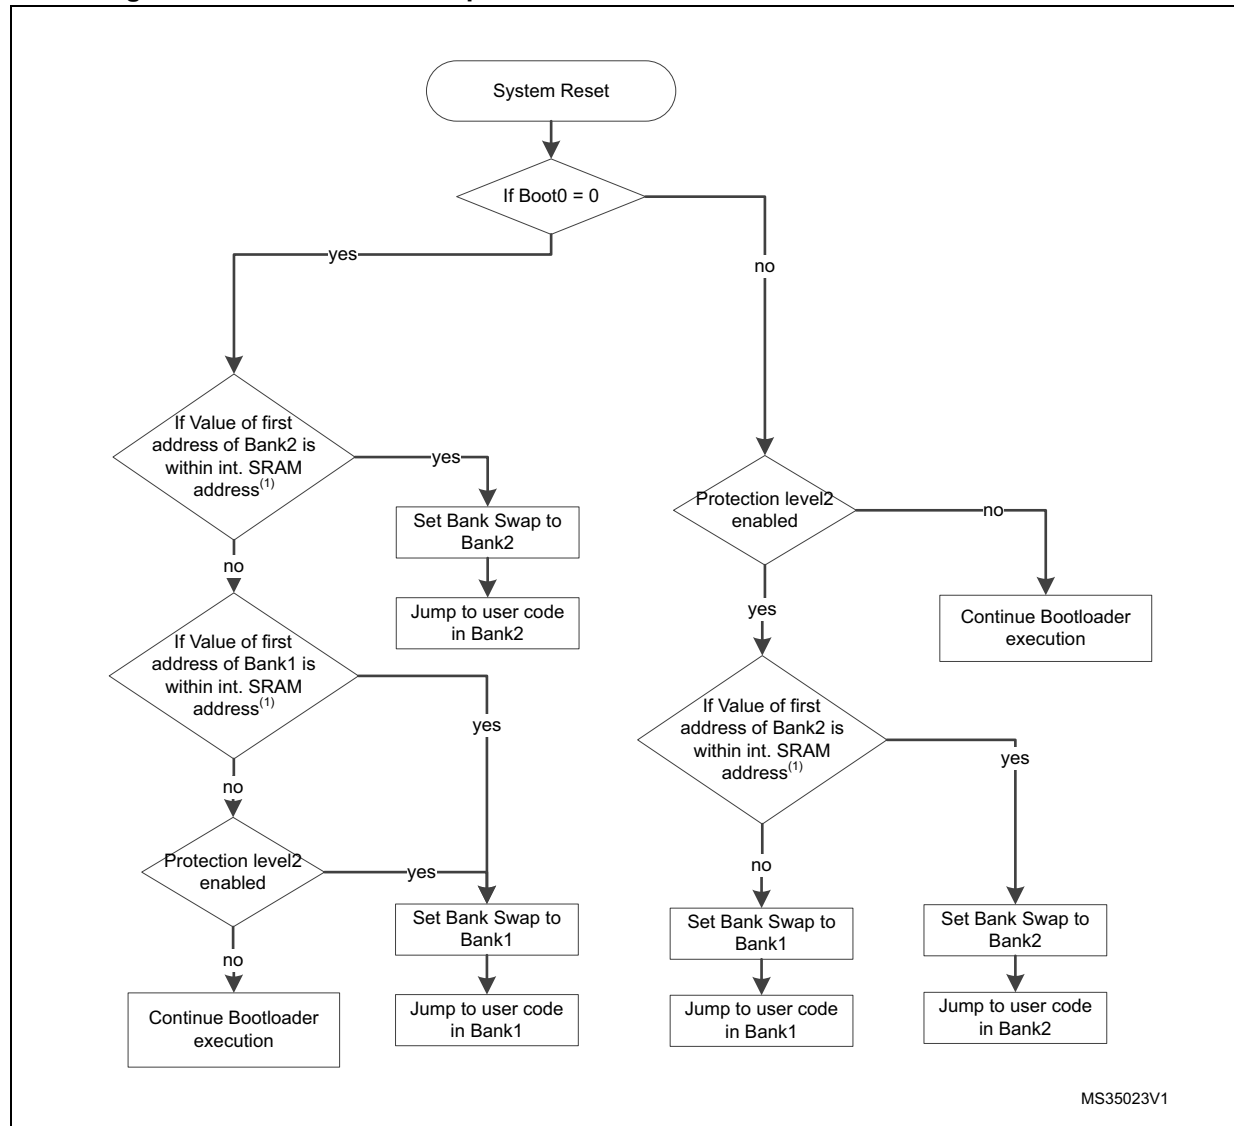 System Reset
If Boot0 = 0
yes
no
If Value of first
address of Bank2 is
within int. SRAM
address(1)
yes
Set Bank Swap to
Bank2
Jump to user code
in Bank2
no
If Value of first
address of Bank1 is
within int. SRAM
address(1)
yes
no
Protection level2
enabled
yes
Set Bank Swap to
Bank1
Jump to user code
in Bank1
no
Continue Bootloader
execution
Protection level2
enabled
no
Continue Bootloader
execution
yes
If Value of first
address of Bank2 is
within int. SRAM
address(1)
yes
no
Set Bank Swap to
Bank1
Jump to user code
in Bank1
Set Bank Swap to
Bank2
Jump to user code
in Bank2
MS35023V1